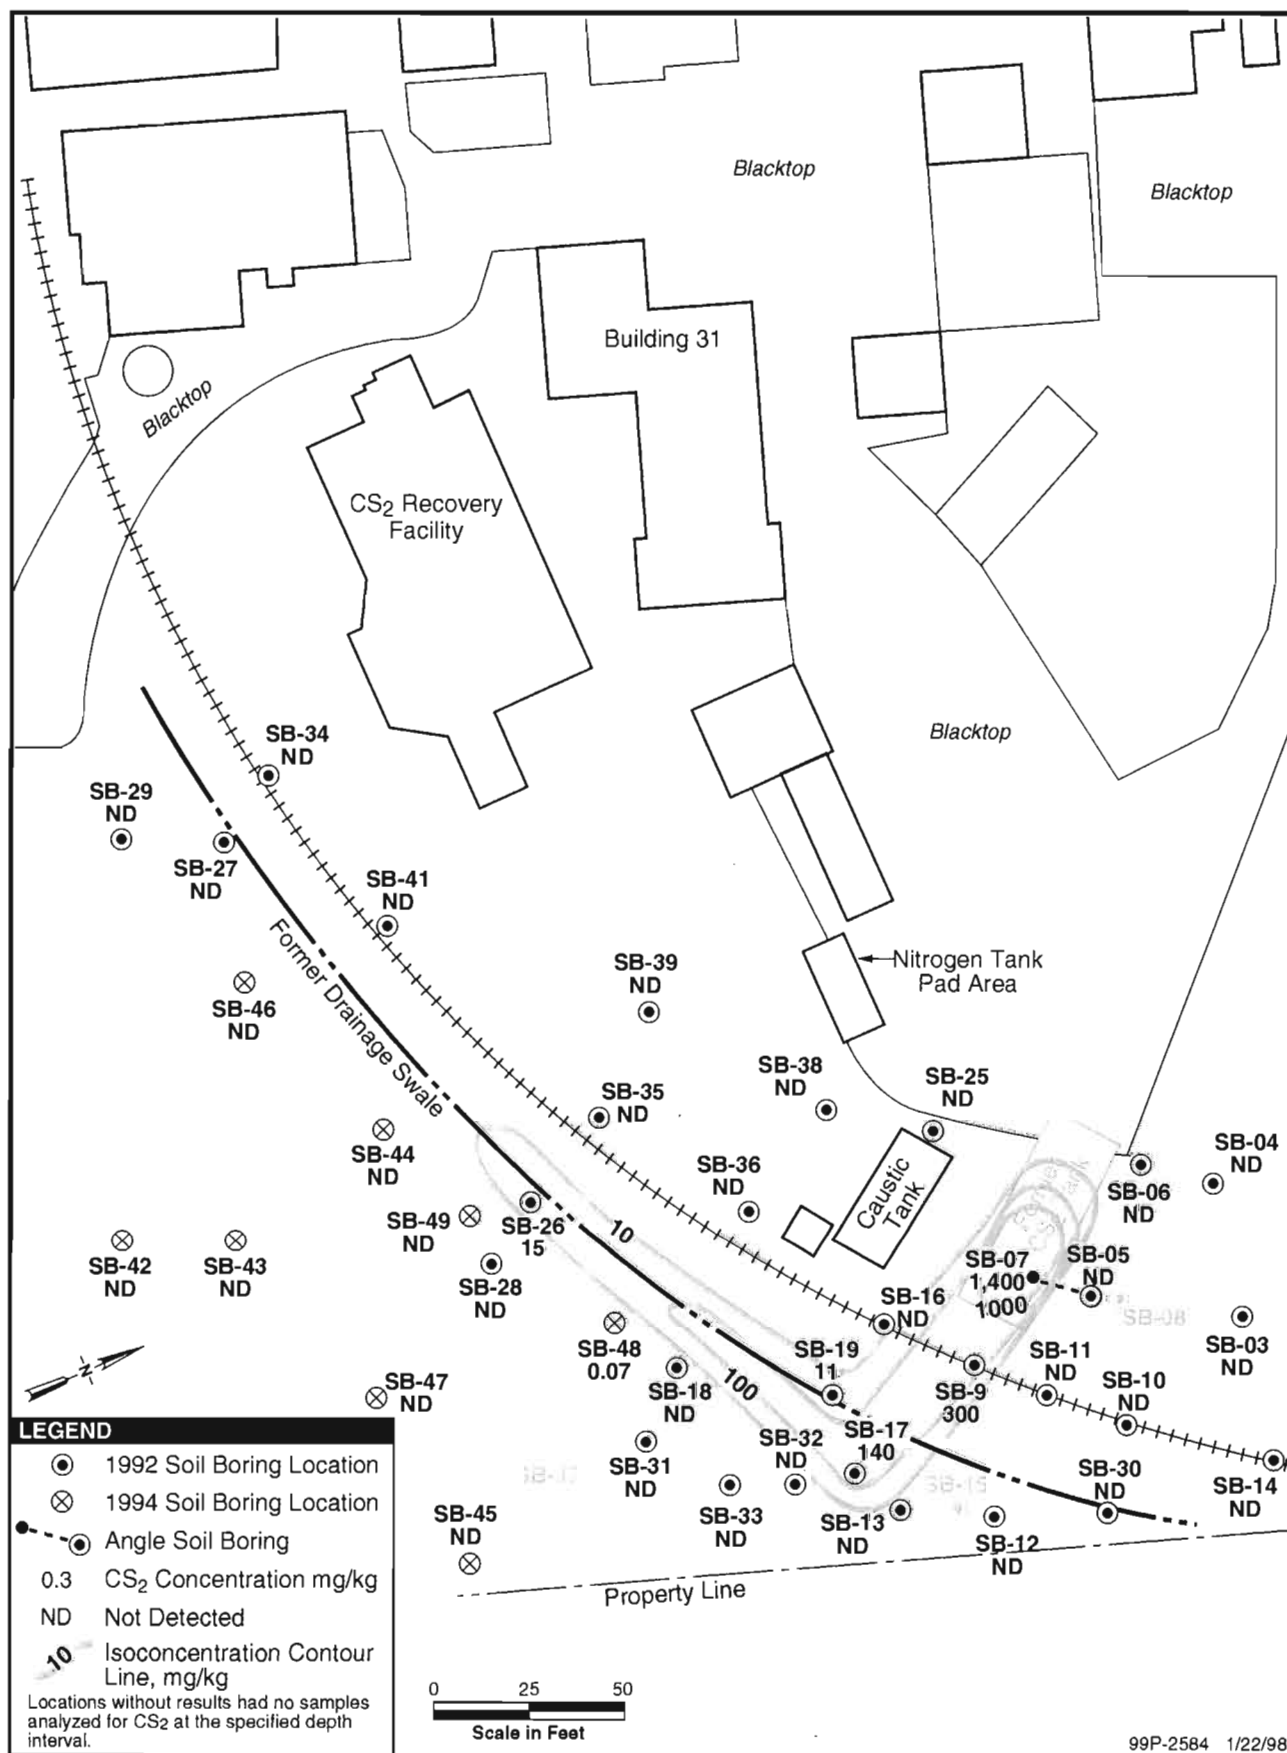 Blacktop
Blacktop
Building 31
Blacktop
CS2 Recovery
Facility
Blacktop
SB-34
ND
SB-29
ND
SB-27
ND
SB-41
ND
Former Drainage Swale
SB-39
ND
Nitrogen Tank
Pad Area
SB-46
ND
SB-38
ND
SB-25
ND
SB-35
ND
SB-44
ND
SB-36
ND
Caustic
Tank
SB-04
ND
SB-06
ND
SB-49
ND
SB-26
15
10
SB-42
ND
SB-43
ND
SB-28
ND
SB-07
1,400
1000
SB-05
ND
SB-08
SB-16
ND
SB-48
0.07
SB-19
11
SB-9
300
SB-11
ND
SB-03
ND
SB-10
ND
N
SB-47
ND
SB-18
ND
100
SB-17
140
SB-32
ND
SB-31
ND
SB-30
ND
SB-14
ND
SB-15
SB-33
ND
SB-13
ND
SB-12
ND
SB-45
ND
Property Line
LEGEND
1992 Soil Boring Location
1994 Soil Boring Location
Angle Soil Boring
0.3 CS2 Concentration mg/kg
ND Not Detected
10 Isoconcentration Contour
Line, mg/kg
Locations without results had no samples
analyzed for CS2 at the specified depth
interval.
0 25 50
Scale in Feet
99P-2584 1/22/98